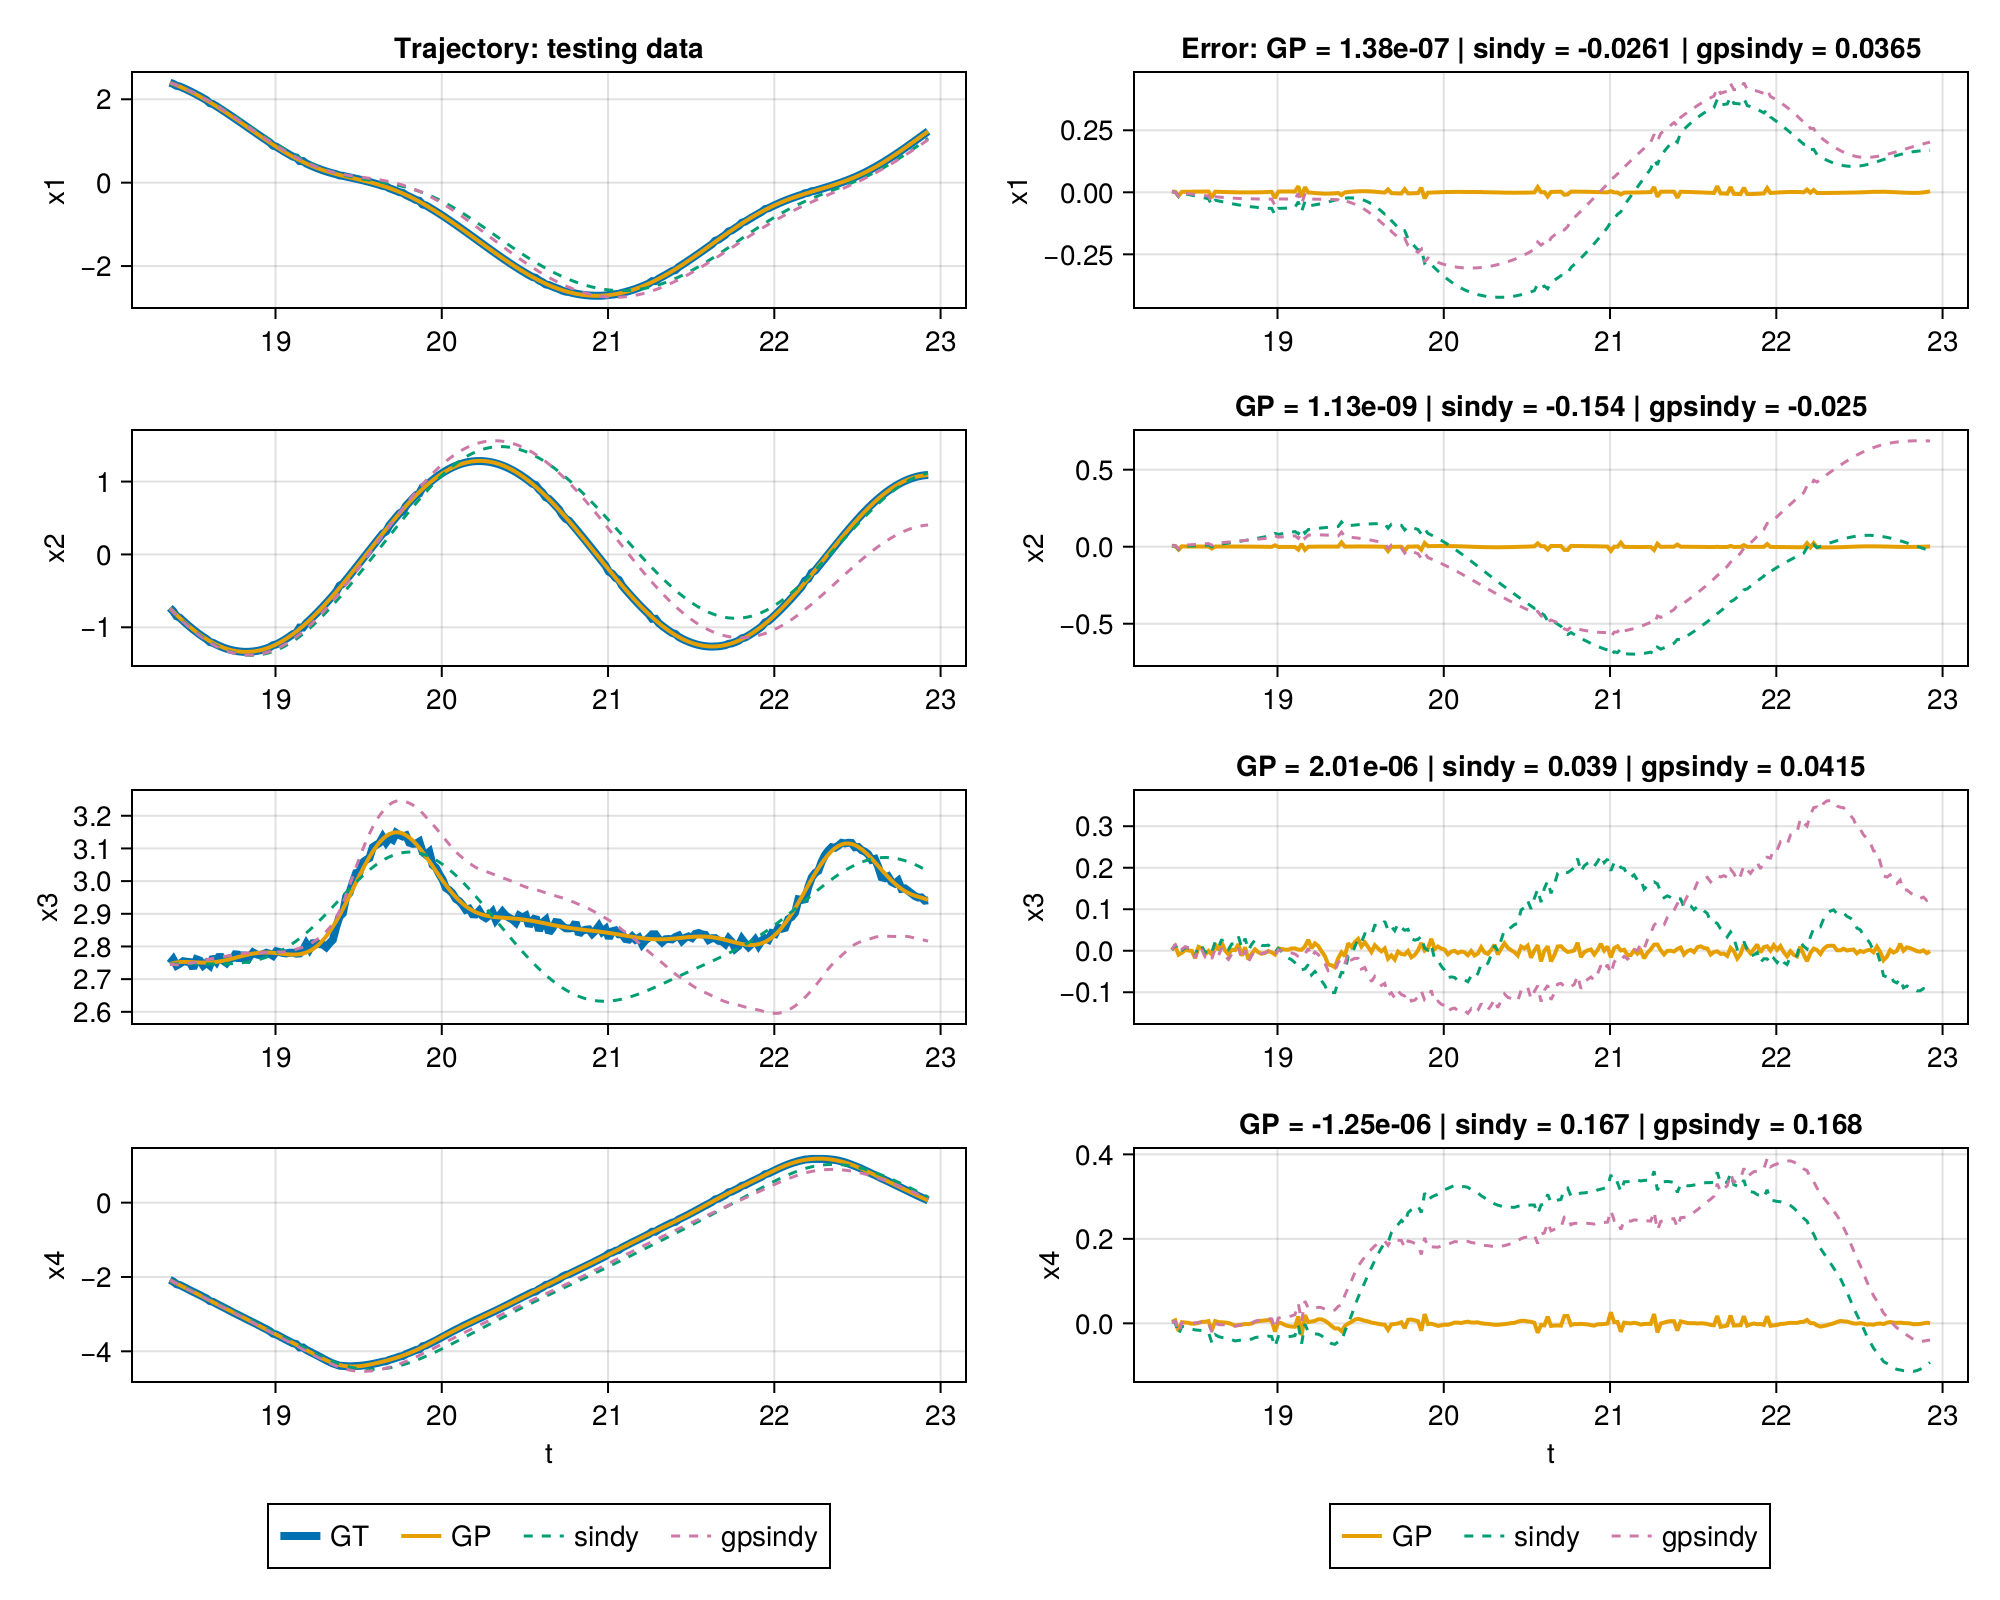 Trajectory: testing data
x1
2
0
−2
19 20 21 22 23
Error: GP = 1.38e-07 | sindy = -0.0261 | gpsindy = 0.0365
x1
0.25
0.00
−0.25
19 20 21 22 23
x2
1
0
−1
19 20 21 22 23
GP = 1.13e-09 | sindy = -0.154 | gpsindy = -0.025
x2
0.5
0.0
−0.5
19 20 21 22 23
x3
3.2
3.1
3.0
2.9
2.8
2.7
2.6
19 20 21 22 23
GP = 2.01e-06 | sindy = 0.039 | gpsindy = 0.0415
x3
0.3
0.2
0.1
0.0
−0.1
19 20 21 22 23
x4
0
−2
−4
19 20 21 22 23
t
GP = -1.25e-06 | sindy = 0.167 | gpsindy = 0.168
x4
0.4
0.2
0.0
19 20 21 22 23
t
GT GP sindy gpsindy
GP sindy gpsindy